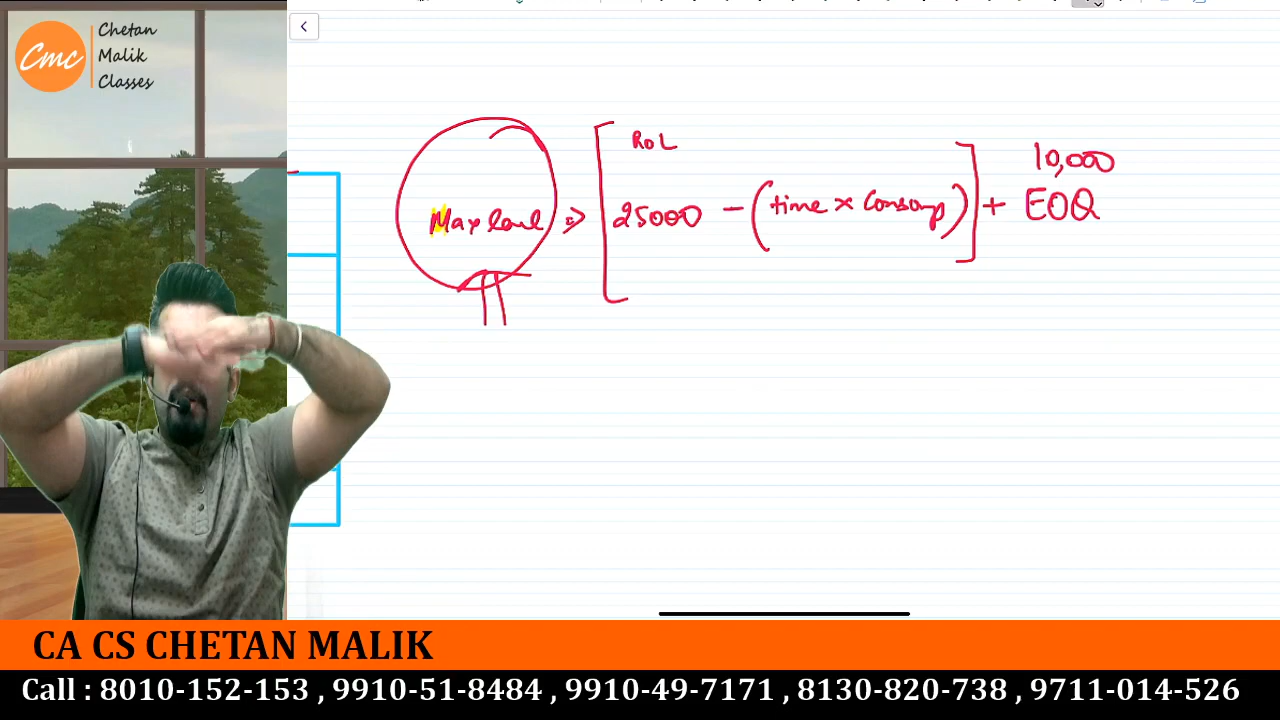 Chetan
Malik
Classes
Cmc
RoL
Max level => [25000 - (time × Consump)] + EOQ
10,000
CA CS CHETAN MALIK
Call : 8010-152-153 , 9910-51-8484 , 9910-49-7171 , 8130-820-738 , 9711-014-526